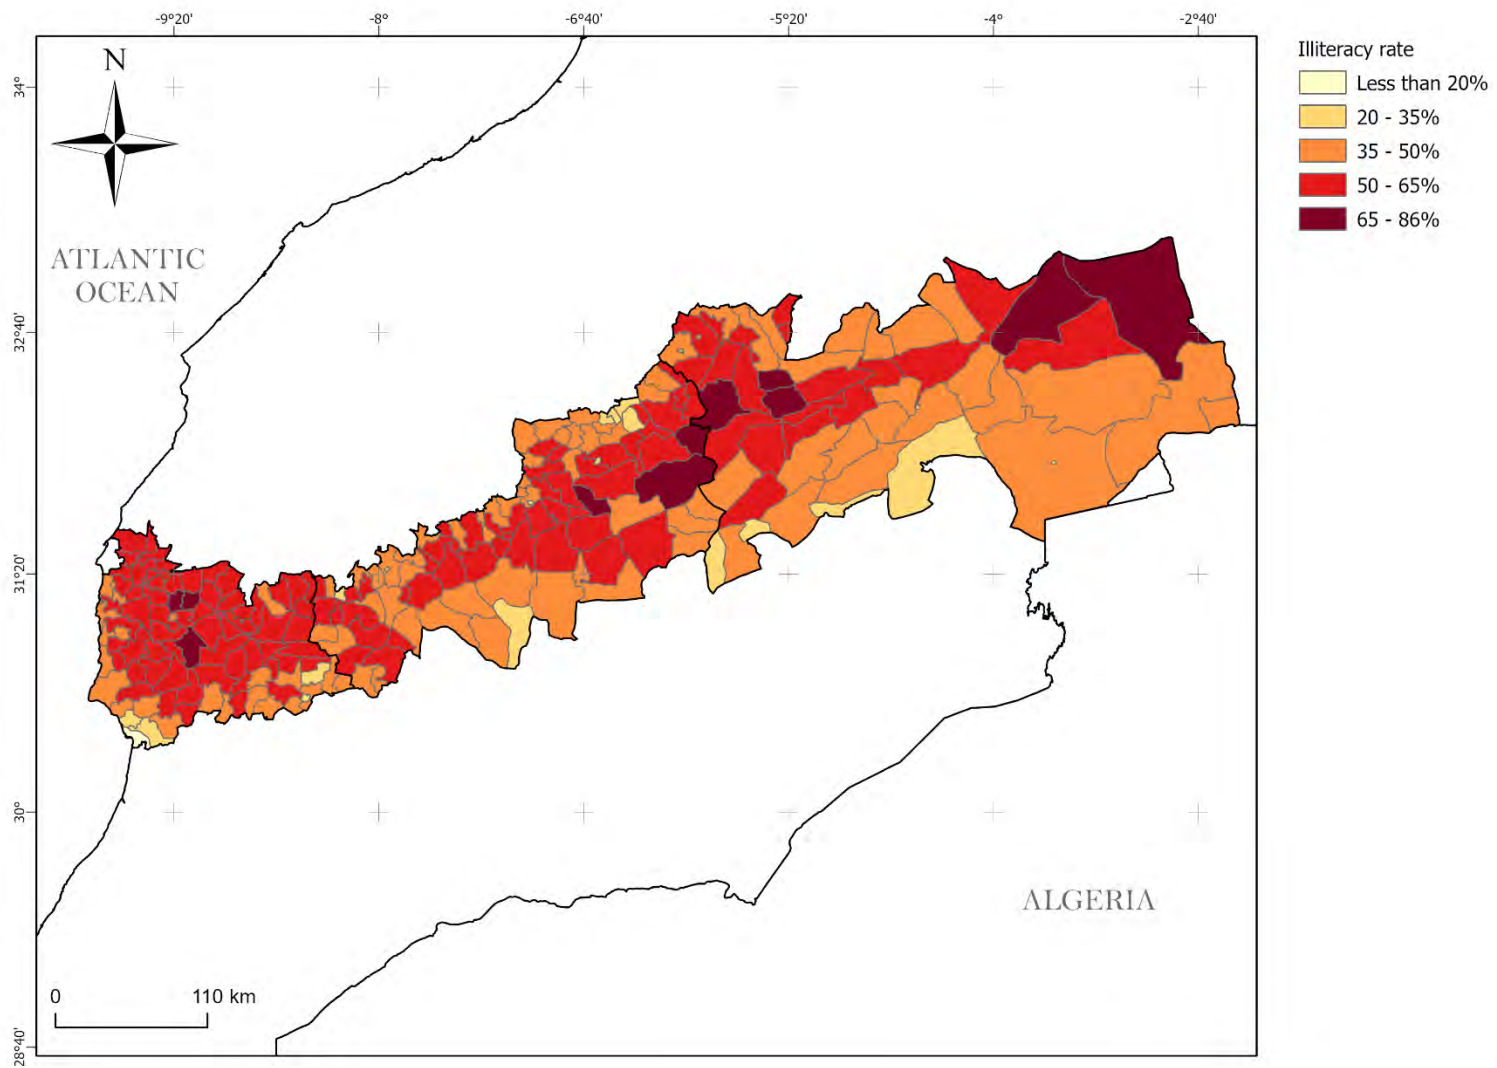 -9°20' -8° -6°40' -5°20' -4° -2°40'
N
Illiteracy rate
Less than 20%
20 - 35%
35 - 50%
50 - 65%
65 - 86%
34°
ATLANTIC
OCEAN
32°40'
31°20'
30°
ALGERIA
0 110 km
28°40'